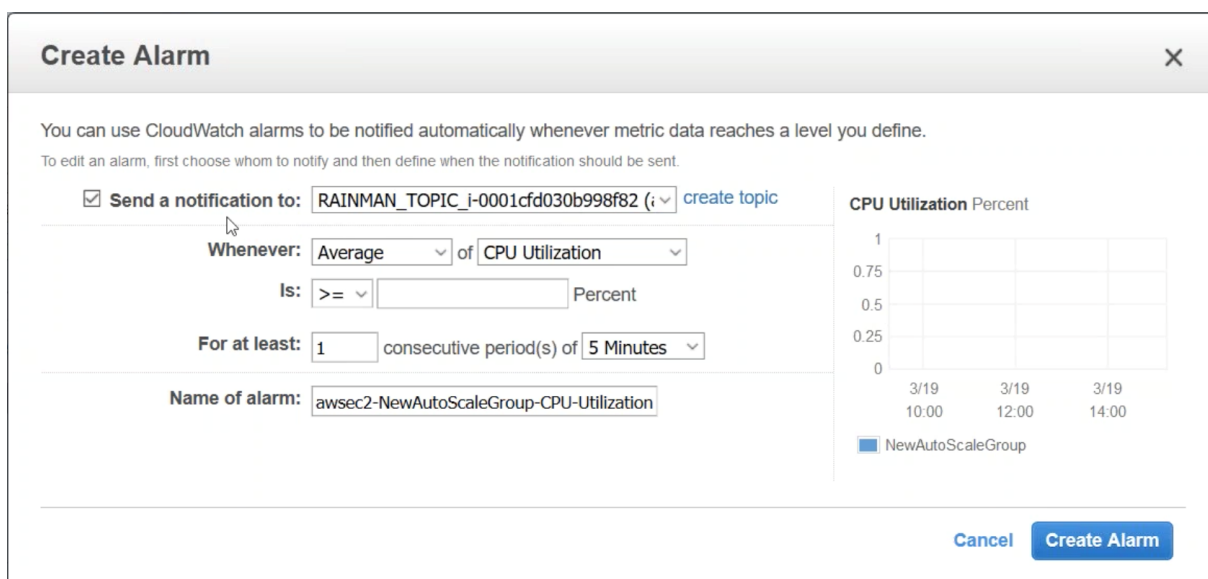 Create Alarm
You can use CloudWatch alarms to be notified automatically whenever metric data reaches a level you define.
To edit an alarm, first choose whom to notify and then define when the notification should be sent.
Send a notification to: RAINMAN_TOPIC_i-0001cfd030b998f82 ( create topic
Whenever: Average of CPU Utilization
Is: >= Percent
For at least: 1 consecutive period(s) of 5 Minutes
Name of alarm: awsec2-NewAutoScaleGroup-CPU-Utilization
CPU Utilization Percent
1
0.75
0.5
0.25
0
3/19 3/19 3/19
10:00 12:00 14:00
NewAutoScaleGroup
Cancel Create Alarm